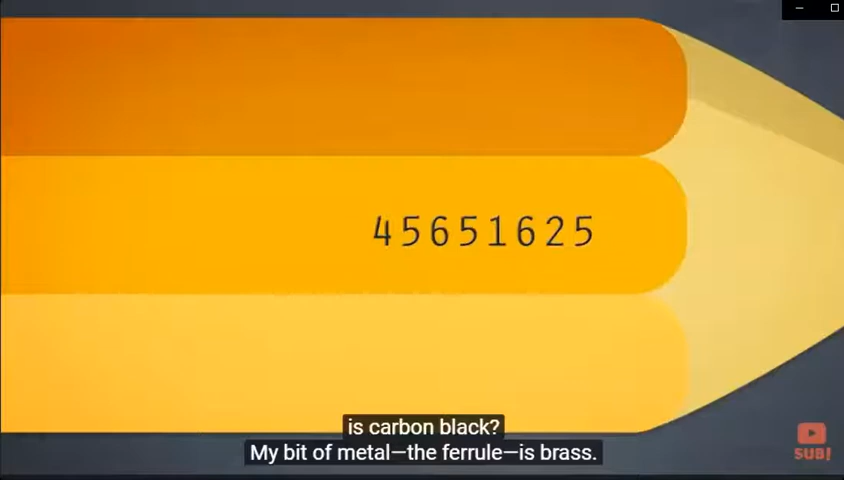 45651625
is carbon black?
My bit of metal—the ferrule—is brass.
SUB!